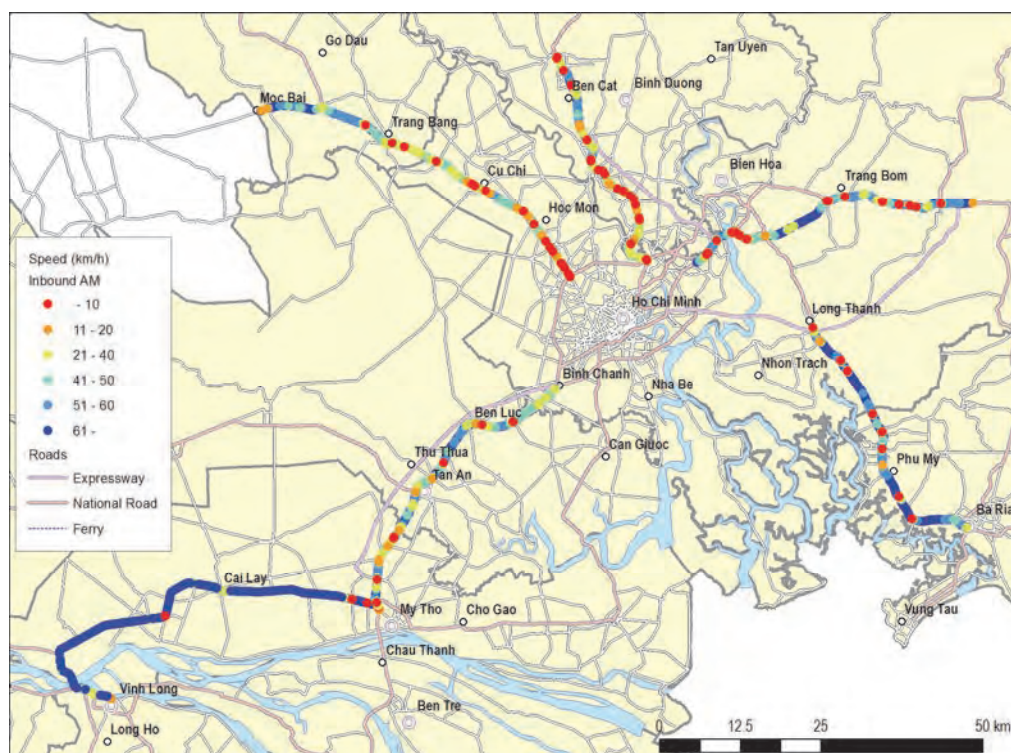 Go Dau
Tan Uyen
Ben Cat
Binh Duong
Moc Bai
Trang Bang
Cu Chi
Bien Hoa
Trang Bom
Hoc Mon
Speed (km/h)
Inbound AM
- 10
11 - 20
21 - 40
41 - 50
51 - 60
61 -
Roads
Expressway
National Road
Ferry
Ho Chi Minh
Long Thanh
Nhon Trach
Binh Chanh
Nha Be
Ben Luc
Can Giuoc
Thu Thua
Tan An
Phu My
Ba Ria
Cai Lay
My Tho
Cho Gao
Vung Tau
Chau Thanh
Vinh Long
Ben Tre
Long Ho
0 12.5 25 50 km